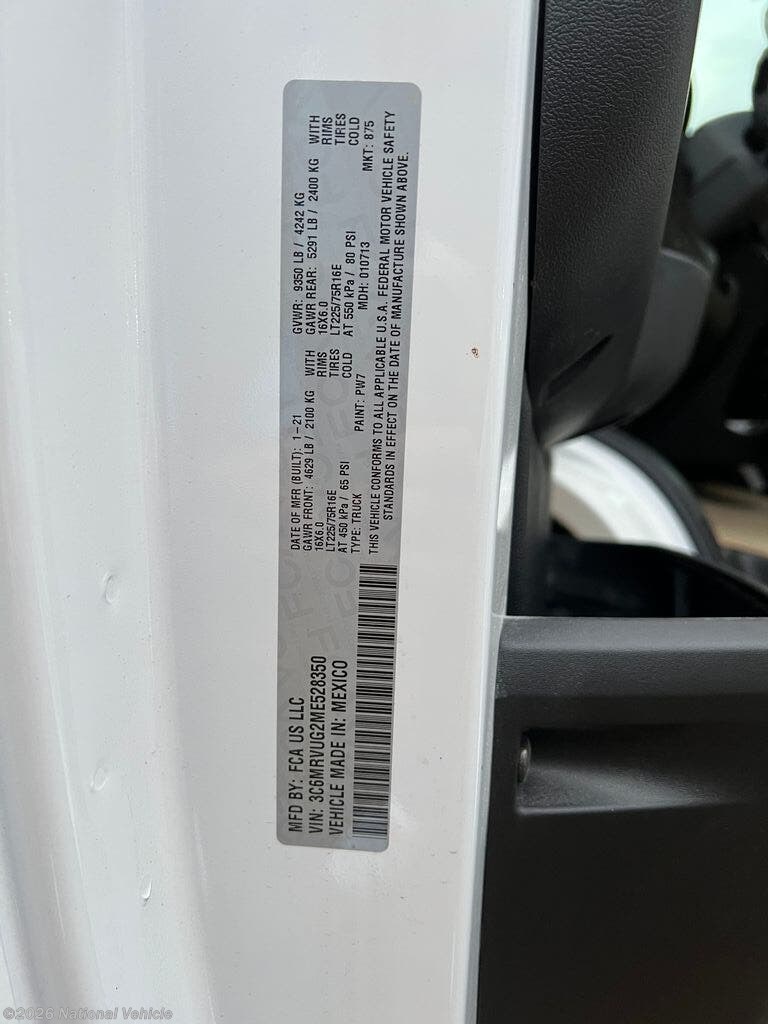 MFD BY: FCA US LLC
VIN: 3C6MRVUG2ME528350
VEHICLE MADE IN: MEXICO
DATE OF MFR (BUILT): 1-21 GVWR: 9350 LB / 4242 KG
GAWR FRONT: 4629 LB / 2100 KG WITH GAWR REAR: 5291 LB / 2400 KG WITH
16X6.0 RIMS 16X6.0 RIMS
LT225/75R16E TIRES LT225/75R16E TIRES
AT 450 kPa / 65 PSI COLD AT 550 kPa / 80 PSI COLD
TYPE: TRUCK PAINT: PW7 MDH: 010713 MKT: 875
THIS VEHICLE CONFORMS TO ALL APPLICABLE U.S.A. FEDERAL MOTOR VEHICLE SAFETY
STANDARDS IN EFFECT ON THE DATE OF MANUFACTURE SHOWN ABOVE.
©2026 National Vehicle